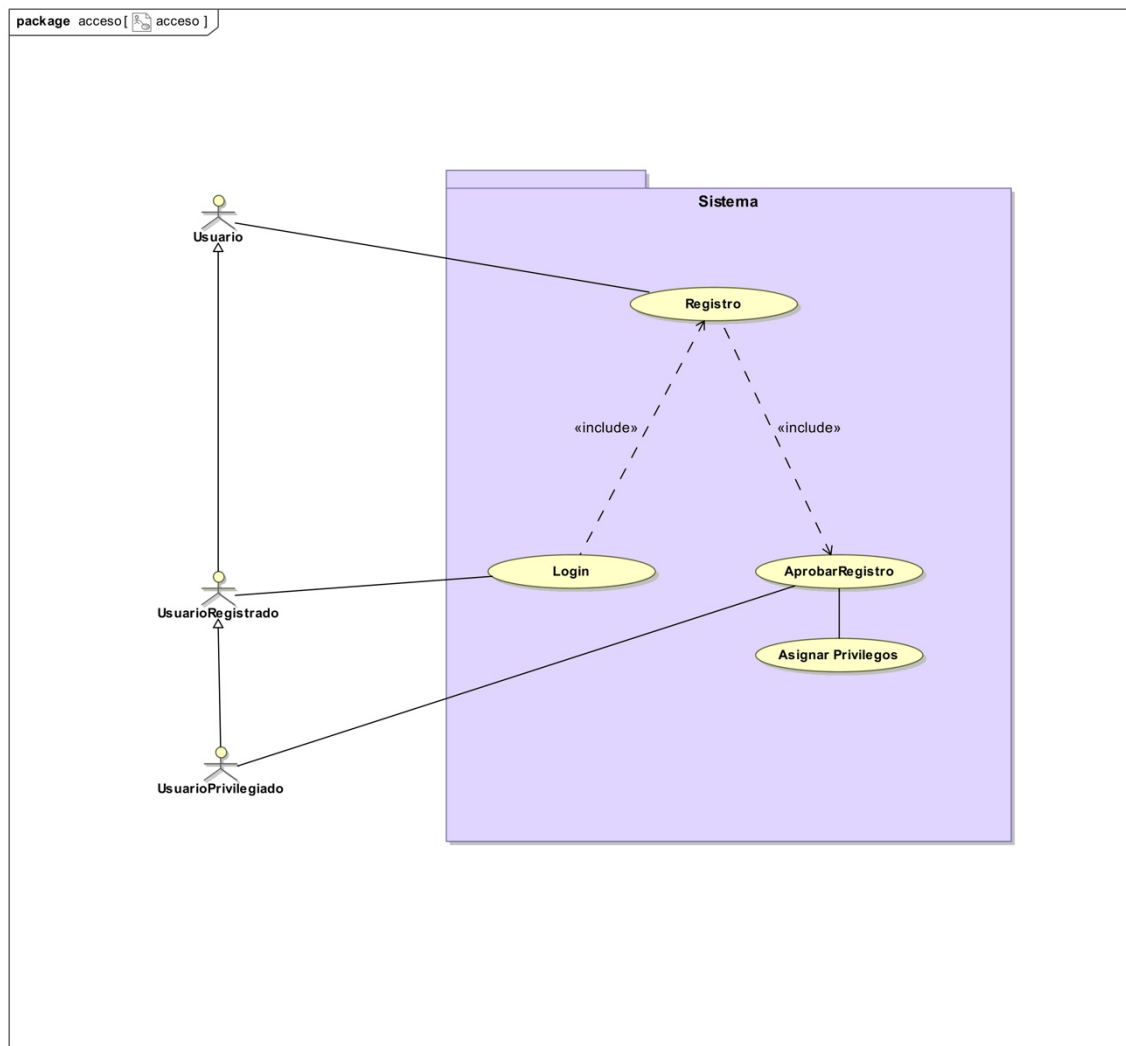 package acceso [ acceso ]
Sistema
Usuario
Registro
«include» «include»
Login AprobarRegistro
UsuarioRegistrado
Asignar Privilegos
UsuarioPrivilegiado